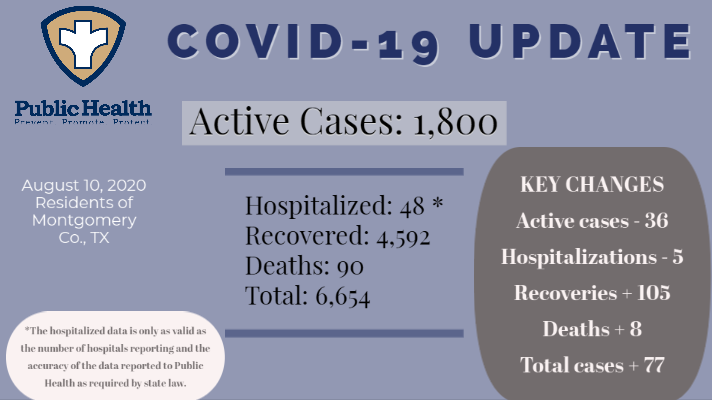 COVID-19 UPDATE
Public Health
Prevent. Promote. Protect.
Active Cases: 1,800
August 10, 2020
Residents of
Montgomery
Co., TX
Hospitalized: 48 *
Recovered: 4,592
Deaths: 90
Total: 6,654
KEY CHANGES
Active cases - 36
Hospitalizations - 5
Recoveries + 105
Deaths + 8
Total cases + 77
*The hospitalized data is only as valid as
the number of hospitals reporting and the
accuracy of the data reported to Public
Health as required by state law.